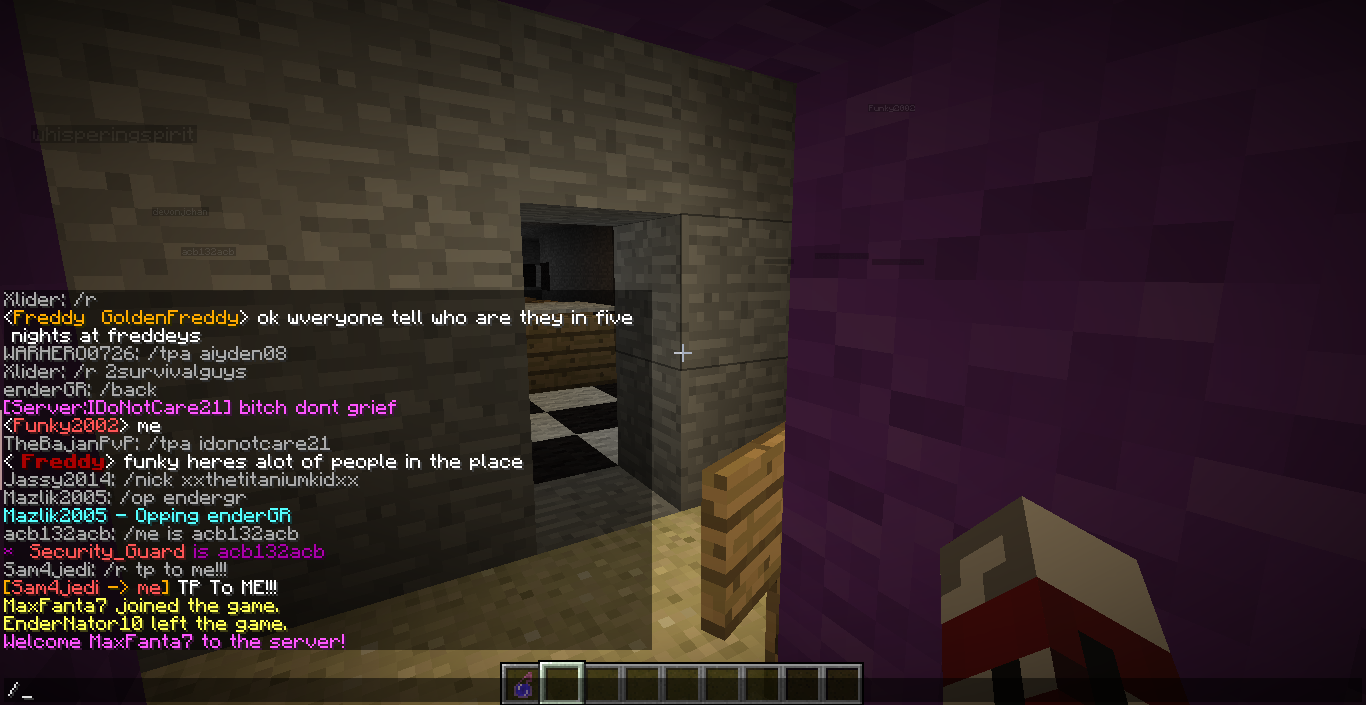 Funky2002
whisperingspirit
acb132acb
Xlider: /r
<Freddy GoldenFreddy> ok wveryone tell who are they in five
nights at freddeys
WARHERO0726: /tpa aiyden08
Xlider: /r 2survivalguys
enderGR: /back
[Server:IDoNotCare21] bitch dont grief
<Funky2002> me
TheBajanPvP: /tpa idonotcare21
< Freddy> funky heres alot of people in the place
Jassy2014: /nick xxthetitaniumkidxx
Mazlik2005: /op endergr
Mazlik2005 - Opping enderGR
acb132acb: /me is acb132acb
* Security_Guard is acb132acb
Sam4jedi: /r tp to me!!!
[Sam4jedi -> me] TP To ME!!!
MaxFanta7 joined the game.
EnderNator10 left the game.
Welcome MaxFanta7 to the server!
/_